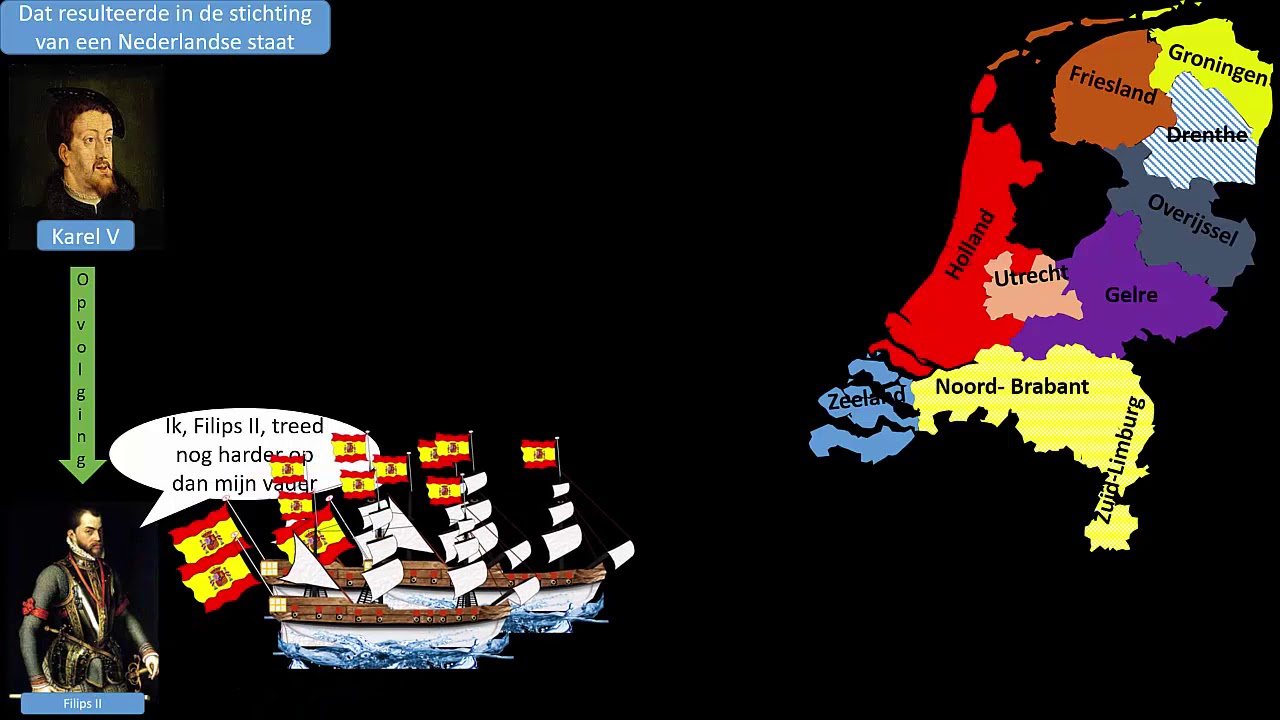 Dat resulteerde in de stichting
van een Nederlandse staat
Karel V
Opvolging
Ik, Filips II, treed
nog harder op
dan mijn vader
Filips II
Groningen
Friesland
Drenthe
Overijssel
Holland
Utrecht
Gelre
Noord- Brabant
Zeeland
Zuid-Limburg